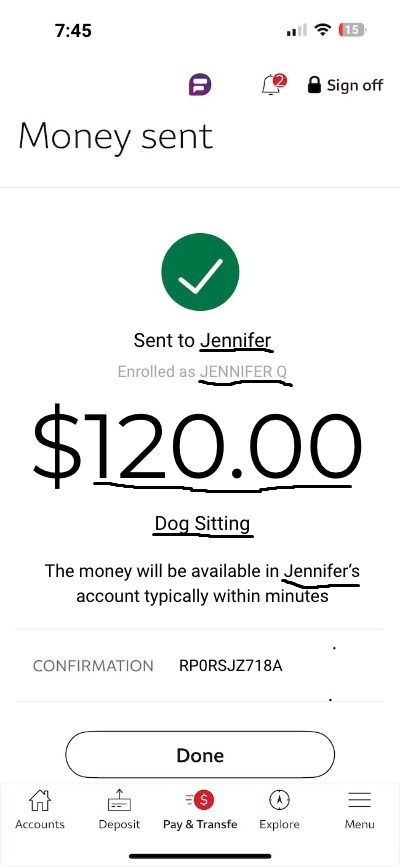 7:45
15
2
Sign off
Money sent
Sent to Jennifer
Enrolled as JENNIFER Q
$120.00
Dog Sitting
The money will be available in Jennifer's
account typically within minutes
CONFIRMATION RP0RSJZ718A
Done
Accounts Deposit Pay & Transfe Explore Menu